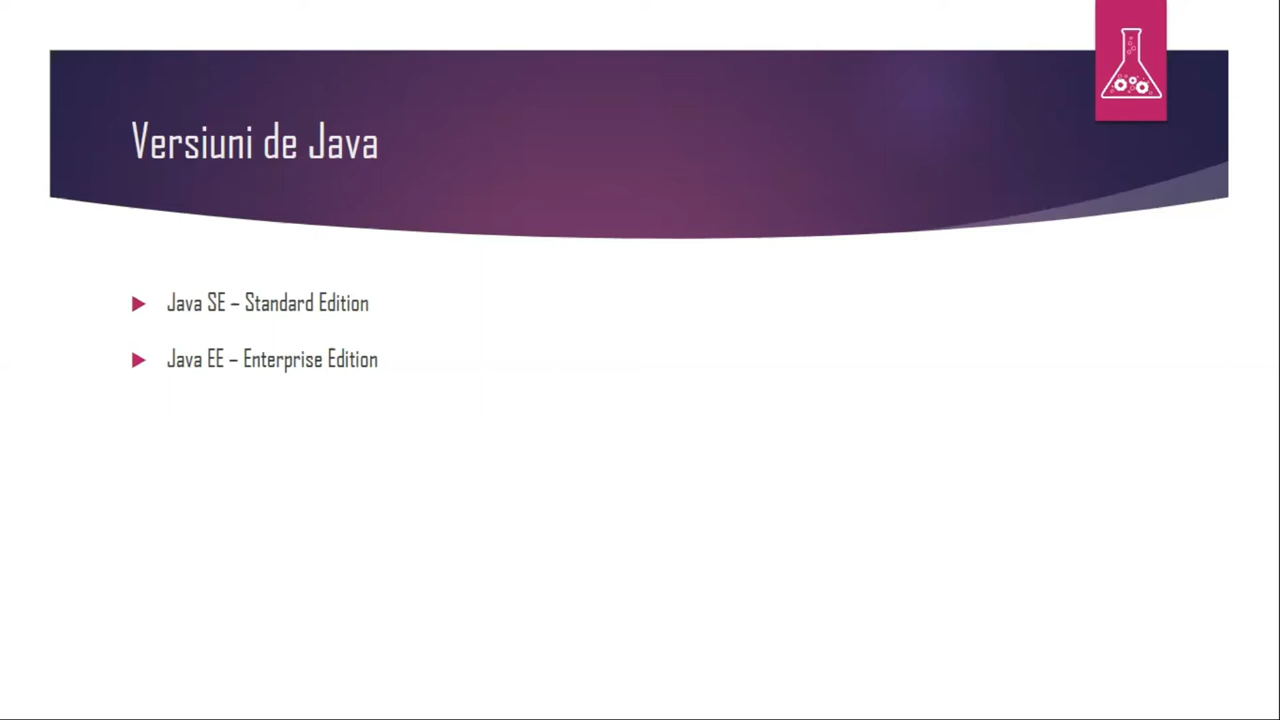 Versiuni de Java
Java SE – Standard Edition
Java EE – Enterprise Edition